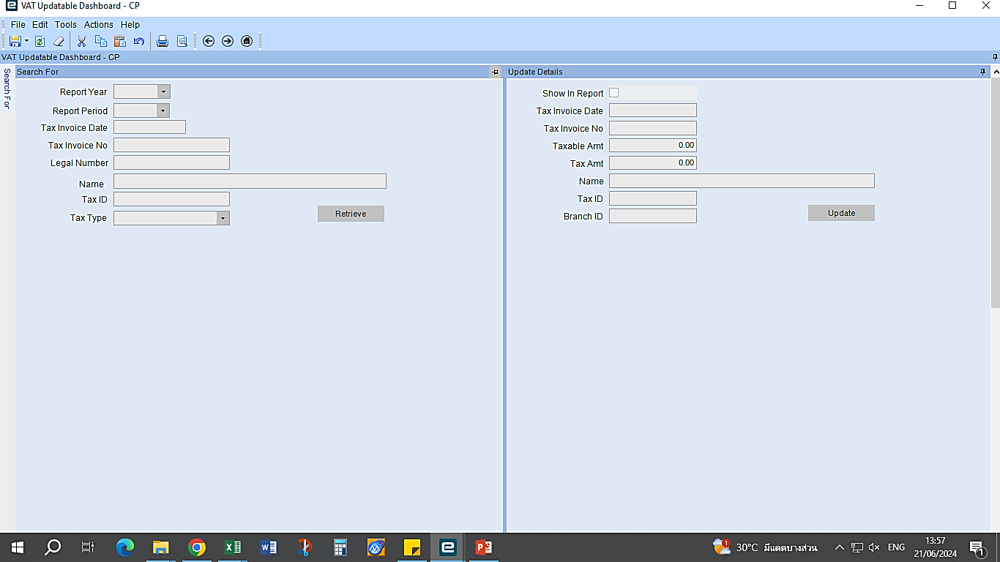 VAT Updatable Dashboard - CP
File Edit Tools Actions Help
VAT Updatable Dashboard - CP
Search For
Search For
Report Year
Report Period
Tax Invoice Date
Tax Invoice No
Legal Number
Name
Tax ID
Tax Type
Retrieve
Update Details
Show In Report
Tax Invoice Date
Tax Invoice No
Taxable Amt 0.00
Tax Amt 0.00
Name
Tax ID
Branch ID
Update
1
30°C มีแดดบางส่วน
ENG
13:57
21/06/2024
1